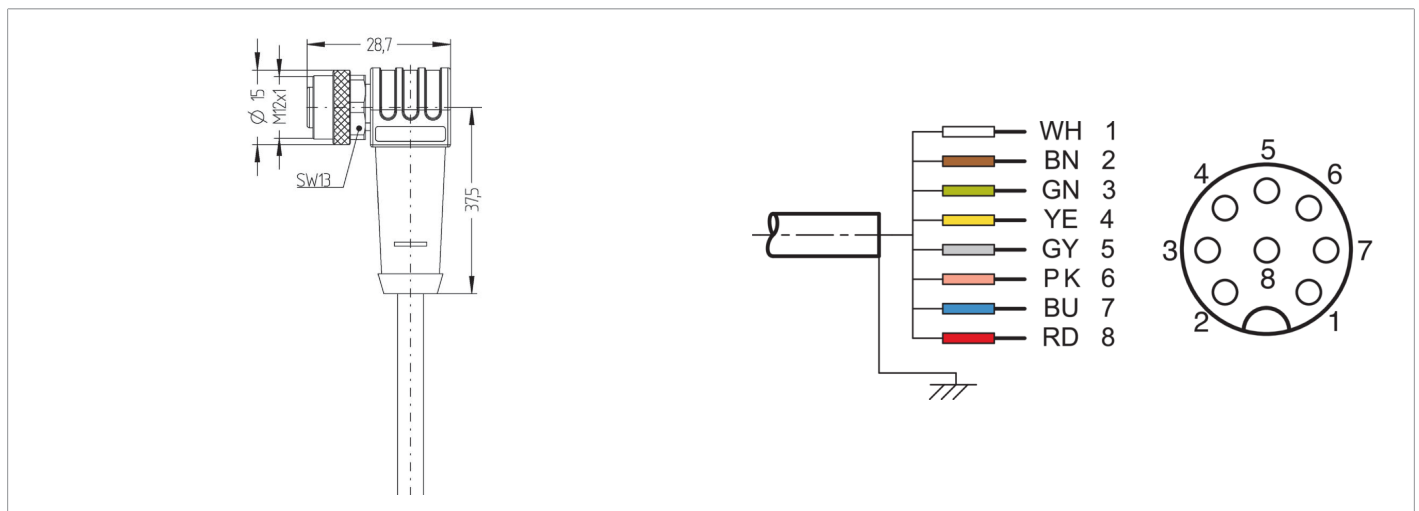 28,7
Ø 15
M12x1
SW13
37,5
WH 1
BN 2
GN 3
YE 4
GY 5
PK 6
BU 7
RD 8
5
4 6
3 7
8
2 1